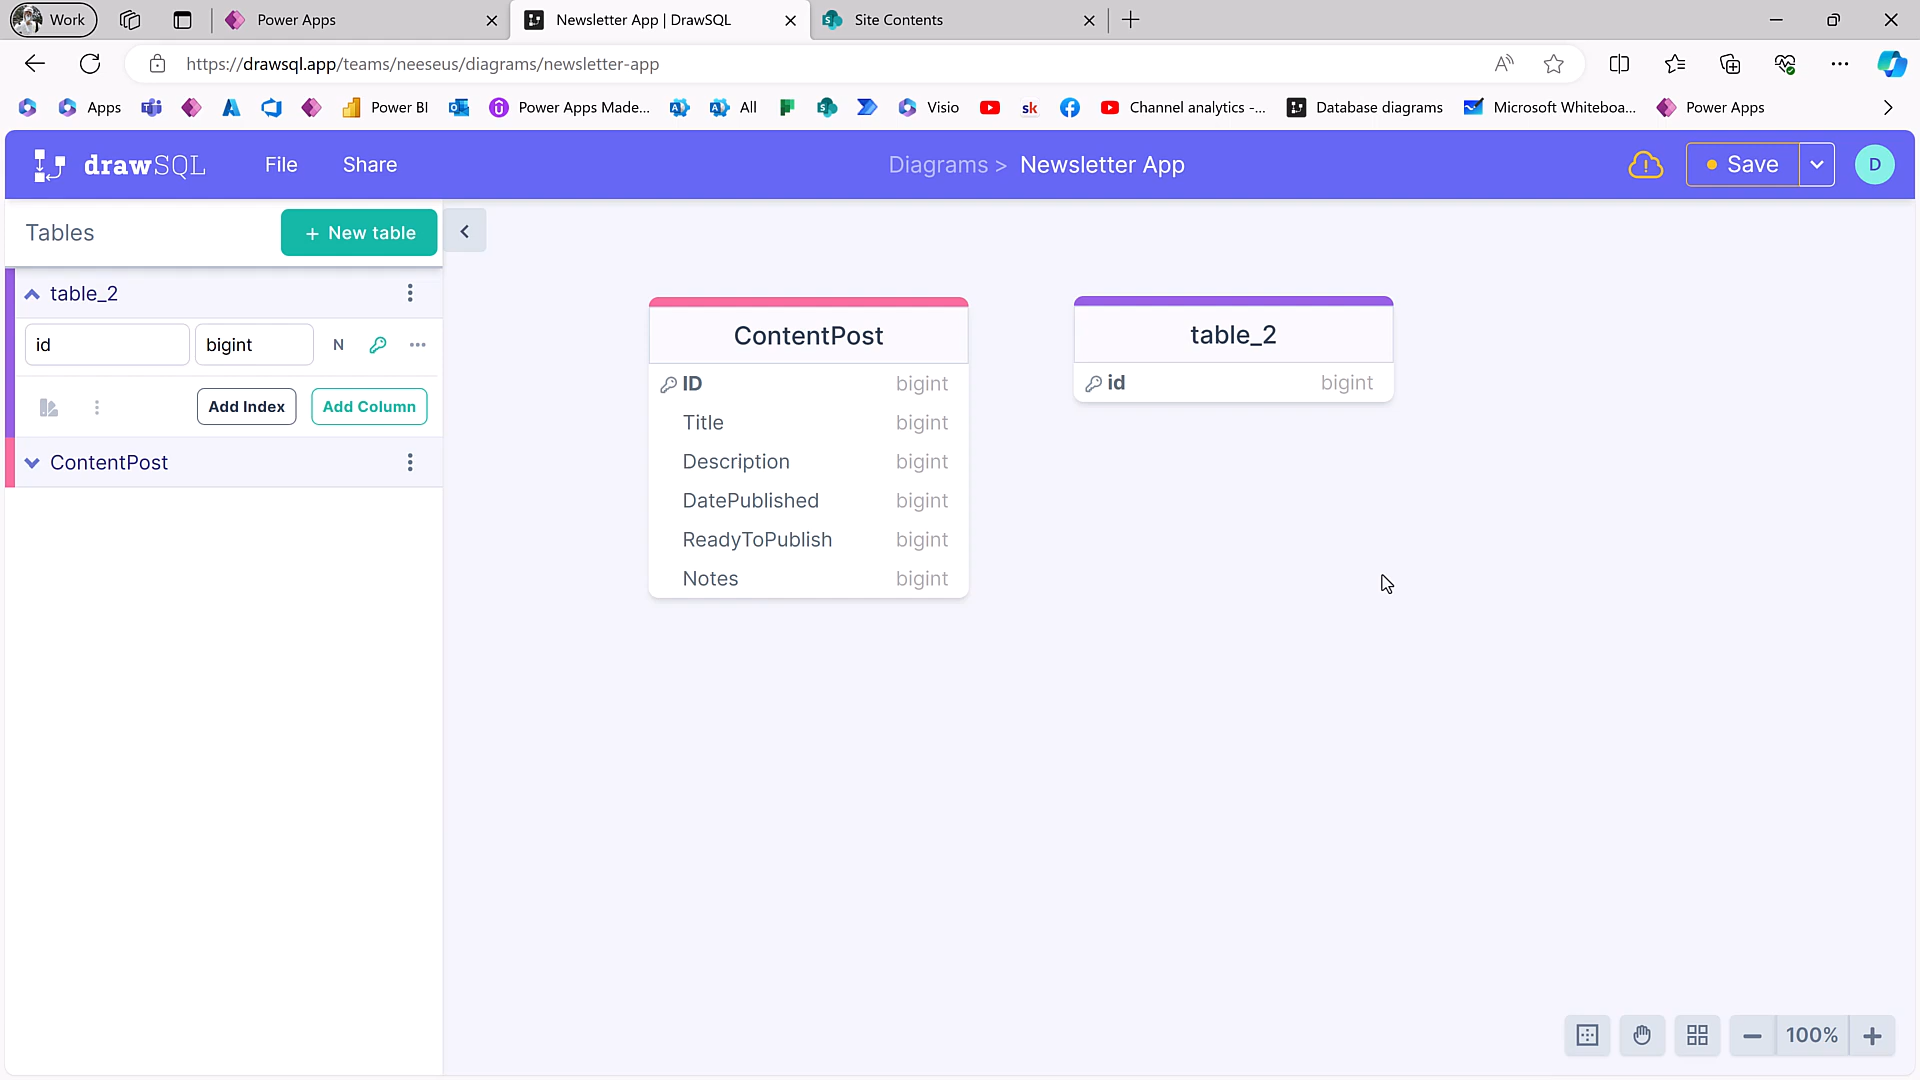 Work
Power Apps
Newsletter App | DrawSQL
Site Contents
https://drawsql.app/teams/neeseus/diagrams/newsletter-app
Apps
Power BI
Power Apps Made...
All
Visio
sk
Channel analytics -...
Database diagrams
Microsoft Whiteboa...
Power Apps
drawSQL
File
Share
Diagrams >
Newsletter App
Save
D
Tables
+ New table
table_2
id
bigint
N
Add Index
Add Column
ContentPost
ContentPost
ID bigint
Title bigint
Description bigint
DatePublished bigint
ReadyToPublish bigint
Notes bigint
table_2
id bigint
100%